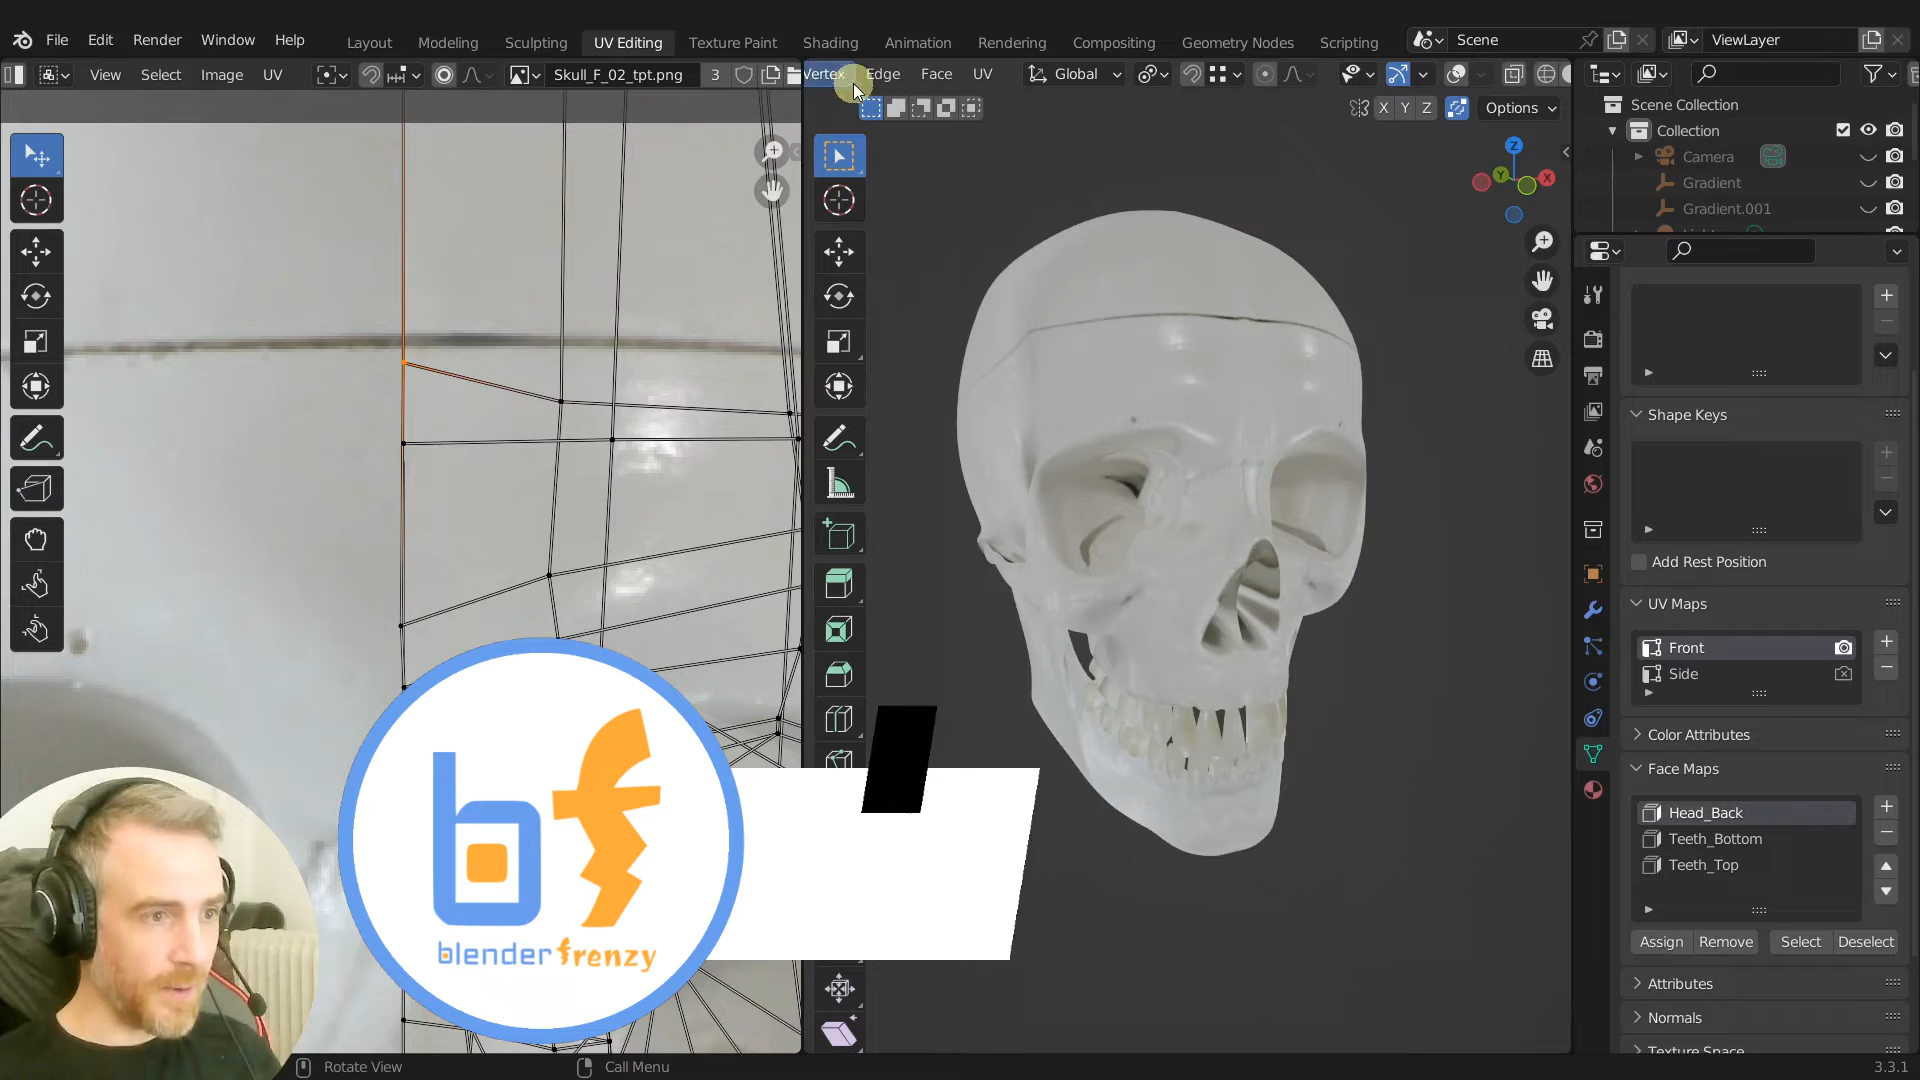 File Edit Render Window Help
Layout Modeling Sculpting UV Editing Texture Paint Shading Animation Rendering Compositing Geometry Nodes Scripting
Scene
ViewLayer
View Select Image UV
Skull_F_02_tpt.png 3
Vertex Edge Face UV
Global
X Y Z
Options
Z
Y
X
Scene Collection
Collection
Camera
Gradient
Gradient.001
Shape Keys
Add Rest Position
UV Maps
Front
Side
Color Attributes
Face Maps
Head_Back
Teeth_Bottom
Teeth_Top
Assign Remove Select Deselect
Attributes
Normals
Texture Space
bf
blender frenzy
Rotate View
Call Menu
3.3.1